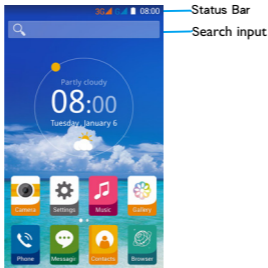 3G 08:00
Status Bar
Search input
Partly cloudy
08:00
Tuesday, January 6
Camera
Settings
Music
Gallery
Phone
Messagir
Contacts
Browser